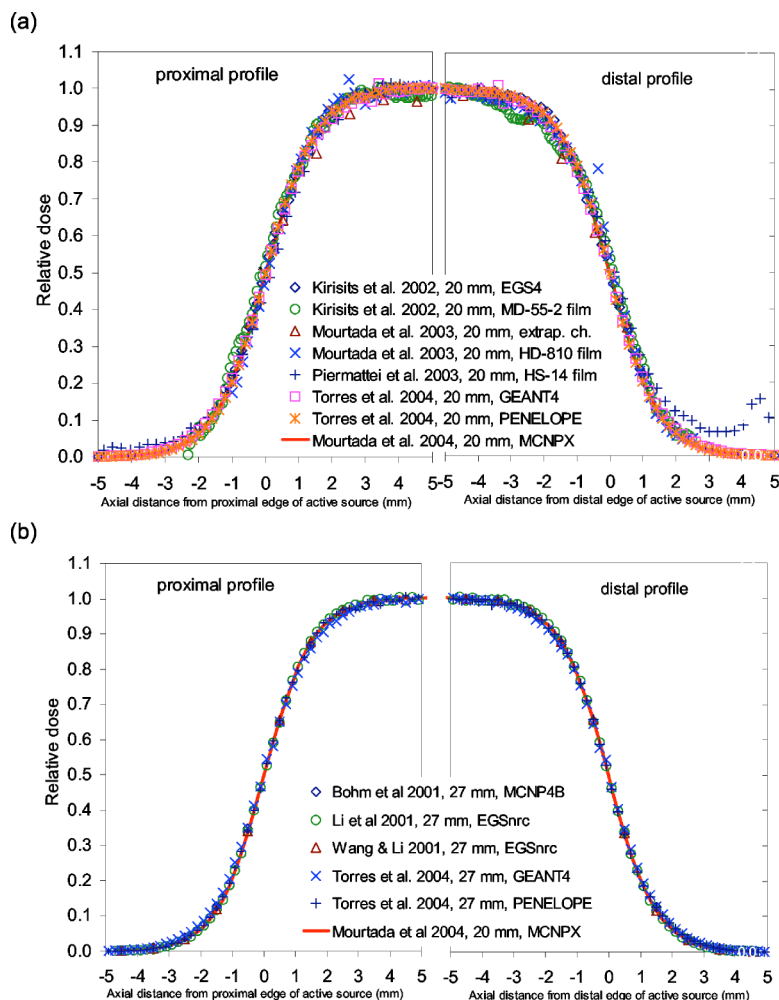 (a)
proximal profile
distal profile
Relative dose
1.1
1.0
0.9
0.8
0.7
0.6
0.5
0.4
0.3
0.2
0.1
0.0
Kirisits et al. 2002, 20 mm, EGS4
Kirisits et al. 2002, 20 mm, MD-55-2 film
Mourtada et al. 2003, 20 mm, extrap. ch.
Mourtada et al. 2003, 20 mm, HD-810 film
Piermattei et al. 2003, 20 mm, HS-14 film
Torres et al. 2004, 20 mm, GEANT4
Torres et al. 2004, 20 mm, PENELOPE
Mourtada et al. 2004, 20 mm, MCNPX
-5 -4 -3 -2 -1 0 1 2 3 4 5
-4 -3 -2 -1 0 1 2 3 4 5
Axial distance from proximal edge of active source (mm)
Axial distance from distal edge of active source (mm)
(b)
proximal profile
distal profile
Relative dose
1.1
1.0
0.9
0.8
0.7
0.6
0.5
0.4
0.3
0.2
0.1
0.0
Bohm et al 2001, 27 mm, MCNP4B
Li et al 2001, 27 mm, EGSnrc
Wang & Li 2001, 27 mm, EGSnrc
Torres et al. 2004, 27 mm, GEANT4
Torres et al. 2004, 27 mm, PENELOPE
Mourtada et al 2004, 20 mm, MCNPX
-5 -4 -3 -2 -1 0 1 2 3 4 5
-5 -4 -3 -2 -1 0 1 2 3 4 5
Axial distance from proximal edge of active source (mm)
Axial distance from distal edge of active source (mm)